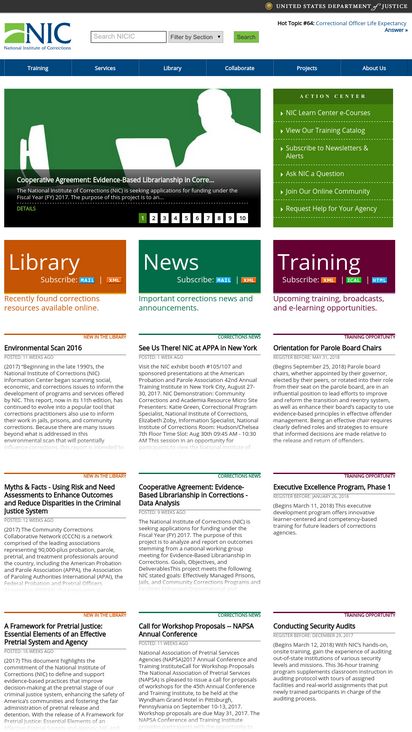 UNITED STATES DEPARTMENT OF JUSTICE
NIC
National Institute of Corrections
Search NICIC
Filter by Section
Search
Hot Topic #64: Correctional Officer Life Expectancy
Answer »
Training
Services
Library
Collaborate
Projects
About Us
Cooperative Agreement: Evidence-Based Librarianship in Corre...
The National Institute of Corrections (NIC) is seeking applications for funding under the
Fiscal Year (FY) 2017. The purpose of this project is to an...
DETAILS
1 2 3 4 5 6 7 8 9 10
ACTION CENTER
NIC Learn Center e-Courses
View Our Training Catalog
Subscribe to Newsletters &
Alerts
Ask NIC a Question
Join Our Online Community
Request Help for Your Agency
Library
Subscribe: MAIL | XML
Recently found corrections
resources available online.
News
Subscribe: MAIL | XML
Important corrections news and
announcements.
Training
Subscribe: XML | ICAL | HTML
Upcoming training, broadcasts,
and e-learning opportunities.
NEW IN THE LIBRARY
Environmental Scan 2016
POSTED: 11 WEEKS AGO
(2017) "Beginning in the late 1990's, the
National Institute of Corrections (NIC)
Information Center began scanning social,
economic, and corrections issues to inform the
development of programs and services offered
by NIC. This report, now in its 11th edition, has
continued to evolve into a popular tool that
corrections practitioners also use to inform
their work in jails, prisons, and community
corrections. Because there are many issues
beyond what is addressed in this
environmental scan that will potentially
CORRECTIONS NEWS
See Us There! NIC at APPA in New York
POSTED: 1 WEEK AGO
Visit the NIC exhibit booth #105/107 and
sponsored presentations at the American
Probation and Parole Association 42nd Annual
Training Institute in New York City, August 27-
30, 2017. NIC Demonstration: Community
Corrections and Academia Resource Micro Site
Presenters: Katie Green, Correctional Program
Specialist, National Institute of Corrections,
Elizabeth Zoby, Information Specialist, National
Institute of Corrections Room: Hudson/Chelsea
7th Floor Time Slot: Aug 30th 09:45 AM - 10:30
AM This session is an opportunity for
TRAINING OPPORTUNITY
Orientation for Parole Board Chairs
REGISTER BEFORE: MAY 31, 2018
(Begins September, 25 2018) Parole board
chairs, whether appointed by their governor,
elected by their peers, or rotated into their role
from their seat on the parole board, are in an
influential position to lead efforts to improve
and reform the transition and reentry system,
as well as enhance their board's capacity to use
evidence-based principles in effective offender
management. Being an effective chair requires
clearly defined roles and strategies to ensure
that informed decisions are made relative to
the release and return of offenders.
NEW IN THE LIBRARY
Myths & Facts - Using Risk and Need
Assessments to Enhance Outcomes
and Reduce Disparities in the Criminal
Justice System
POSTED: 12 WEEKS AGO
(2017) The Community Corrections
Collaborative Network (CCCN) is a network
comprised of the leading associations
representing 90,000-plus probation, parole,
pretrial, and treatment professionals around
the country, including the American Probation
and Parole Association (APPA), the Association
of Paroling Authorities International (APAI), the
Federal Probation and Pretrial Officers
CORRECTIONS NEWS
Cooperative Agreement: Evidence-
Based Librarianship in Corrections -
Data Analysis
POSTED: 9 WEEKS AGO
The National Institute of Corrections (NIC) is
seeking applications for funding under the
Fiscal Year (FY) 2017. The purpose of this
project is to analyze and report on outcomes
stemming from a national working group
meeting for Evidence-Based Librarianship in
Corrections. Goals, Objectives, and
DeliverablesThis project meets the following
NIC stated goals: Effectively Managed Prisons,
Jails, and Community Corrections Programs and
TRAINING OPPORTUNITY
Executive Excellence Program, Phase 1
REGISTER BEFORE: JANUARY 26, 2018
(Begins March 11, 2018) This executive
development program offers an innovative
learner-centered and competency-based
training for future leaders of corrections
agencies.
NEW IN THE LIBRARY
A Framework for Pretrial Justice:
Essential Elements of an Effective
Pretrial System and Agency
POSTED: 18 WEEKS AGO
(2017) This document highlights the
commitment of the National Institute of
Corrections (NIC) to define and support
evidence-based practices that improve
decision-making at the pretrial stage of our
criminal justice system, enhancing the safety of
America's communities and fostering the fair
administration of pretrial release and
detention. With the release of A Framework for
Pretrial Justice: Essential Elements of an
CORRECTIONS NEWS
Call for Workshop Proposals -- NAPSA
Annual Conference
POSTED: 11 WEEKS AGO
National Association of Pretrial Services
Agencies (NAPSA)2017 Annual Conference and
Training InstituteCall for Workshop Proposals
The National Association of Pretrial Services
(NAPSA) is pleased to issue a call for proposals
of workshops for the 45th Annual Conference
and Training Institute, to be held at the
Wyndham Grand Hotel in Pittsburgh,
Pennsylvania on September 10-13, 2017.
Workshop proposals are due May 31, 2017. The
NAPSA Conference and Training Institute
TRAINING OPPORTUNITY
Conducting Security Audits
REGISTER BEFORE: DECEMBER 29, 2017
(Begins March 12, 2018) With NIC's hands-on,
onsite training, gain the experience of auditing
out-of-state institutions of various security
levels and missions. This 36-hour training
program supplements classroom instruction in
auditing protocol with tours of assigned
facilities and real-world assignments that put
newly trained participants in charge of the
auditing process.